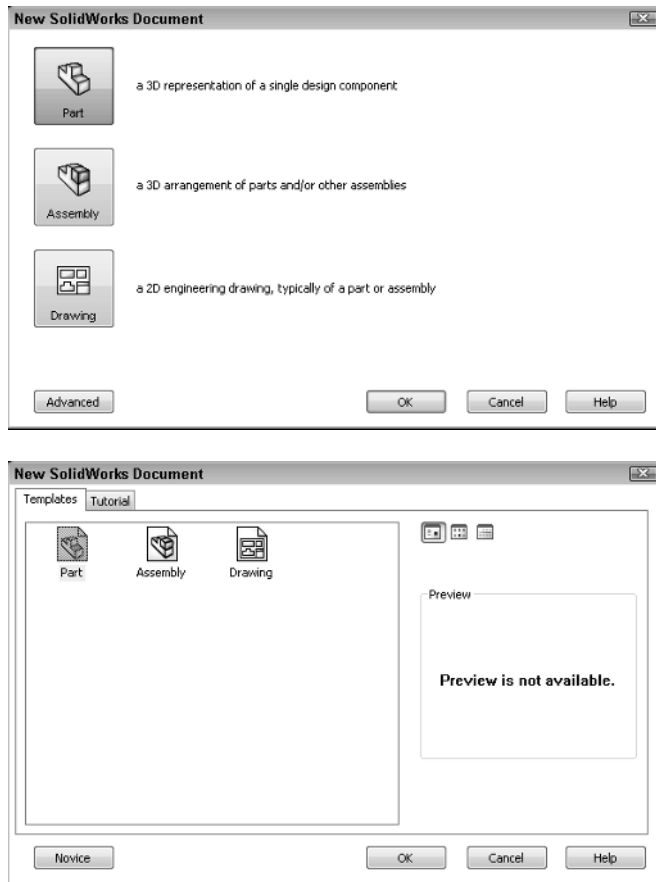 New SolidWorks Document
Part
a 3D representation of a single design component
Assembly
a 3D arrangement of parts and/or other assemblies
Drawing
a 2D engineering drawing, typically of a part or assembly
Advanced
OK
Cancel
Help
New SolidWorks Document
Templates
Tutorial
Part
Assembly
Drawing
Preview
Preview is not available.
Novice
OK
Cancel
Help